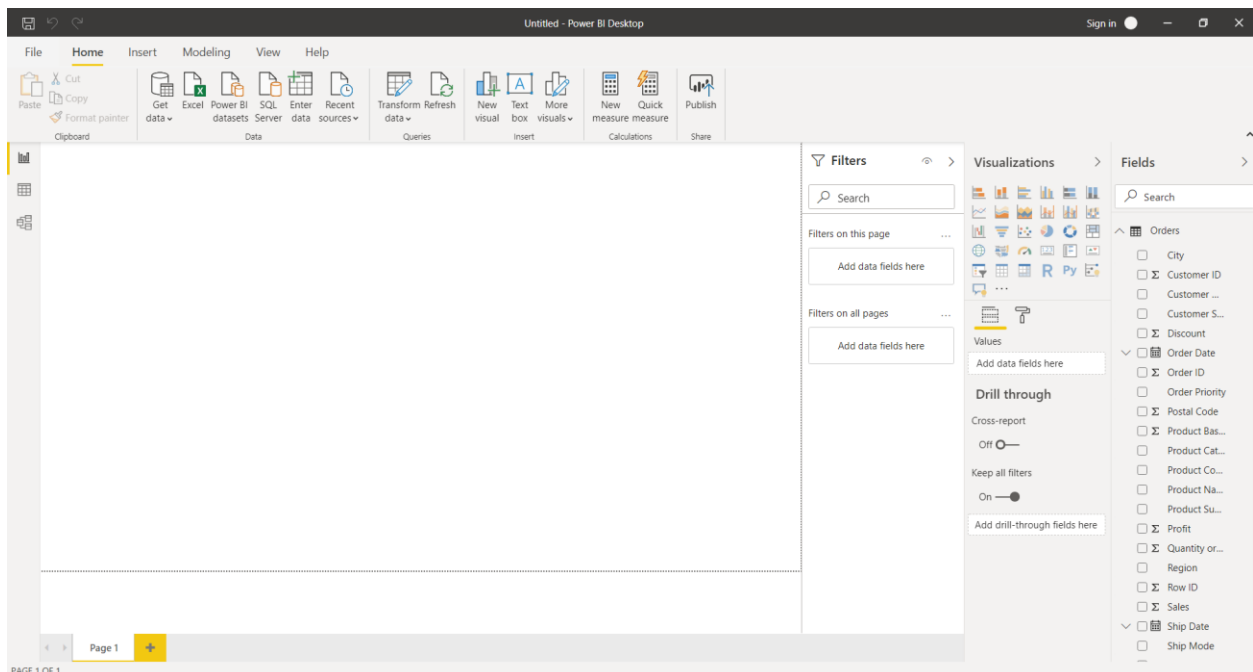 Untitled - Power BI Desktop
Sign in
File Home Insert Modeling View Help
Paste
Cut
Copy
Format painter
Clipboard
Get data
Excel
Power BI datasets
SQL Server
Enter data
Recent sources
Data
Transform data
Refresh
Queries
New visual
Text box
More visuals
Insert
New measure
Quick measure
Calculations
Publish
Share
Filters
Search
Filters on this page ...
Add data fields here
Filters on all pages ...
Add data fields here
Visualizations
R Py
...
Values
Add data fields here
Drill through
Cross-report
Off
Keep all filters
On
Add drill-through fields here
Fields
Search
Orders
City
Σ Customer ID
Customer ...
Customer S...
Σ Discount
Order Date
Σ Order ID
Order Priority
Σ Postal Code
Σ Product Bas...
Product Cat...
Product Co...
Product Na...
Product Su...
Σ Profit
Σ Quantity or...
Region
Σ Row ID
Σ Sales
Ship Date
Ship Mode
Page 1
PAGE 1 OF 1